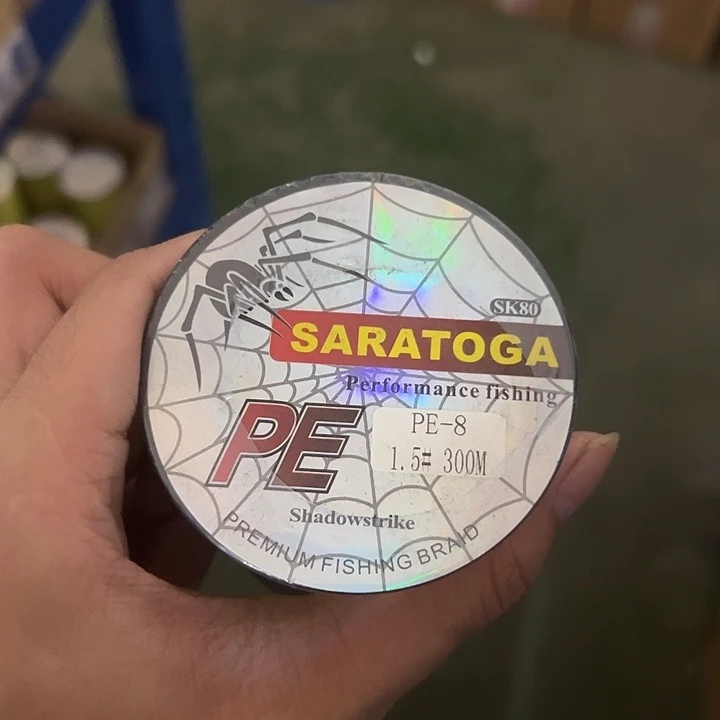 SK80
SARATOGA
Performance fishing
PE
PE-8
1.5# 300M
Shadowstrike
PREMIUM FISHING BRAID